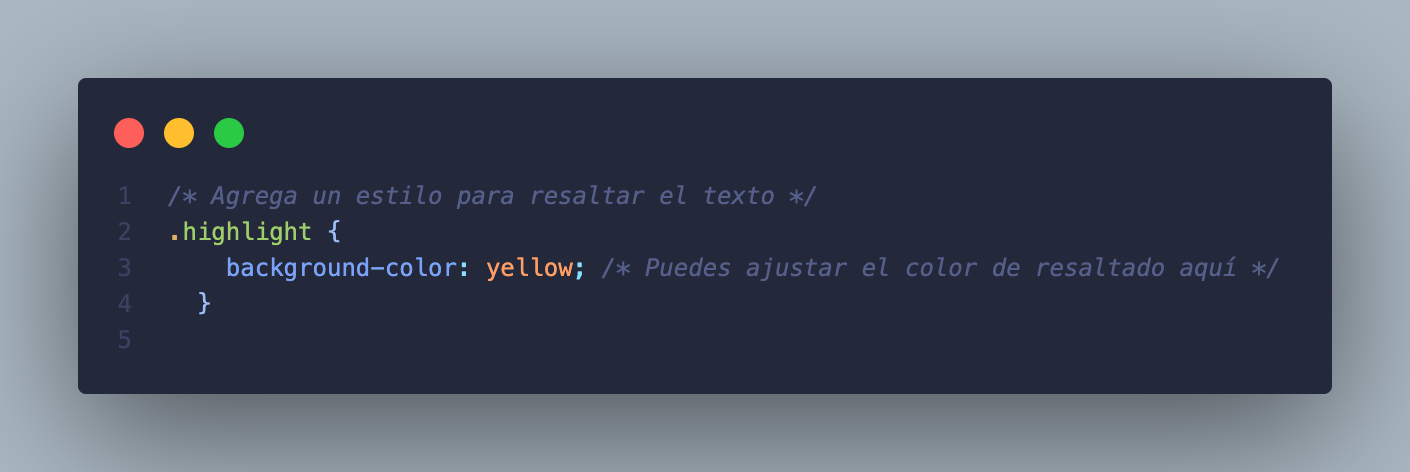 1 /* Agrega un estilo para resaltar el texto */
2 .highlight {
3     background-color: yellow; /* Puedes ajustar el color de resaltado aquí */
4   }
5